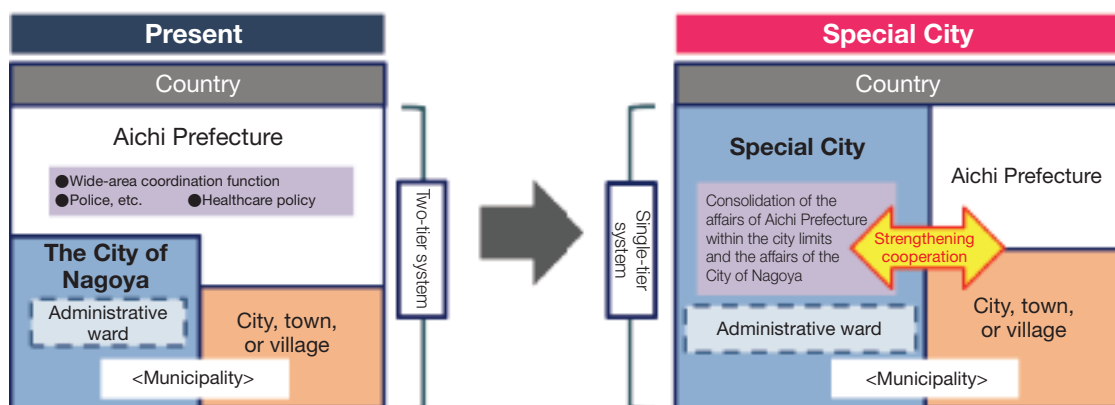 Present
Country
Aichi Prefecture
●Wide-area coordination function
●Police, etc. ●Healthcare policy
The City of
Nagoya
Administrative
ward
City, town,
or village
<Municipality>
Two-tier system
Special City
Country
Special City
Consolidation of the
affairs of Aichi Prefecture
within the city limits
and the affairs of the
City of Nagoya
Administrative ward
Aichi Prefecture
Strengthening
cooperation
City, town,
or village
<Municipality>
Single-tier
system